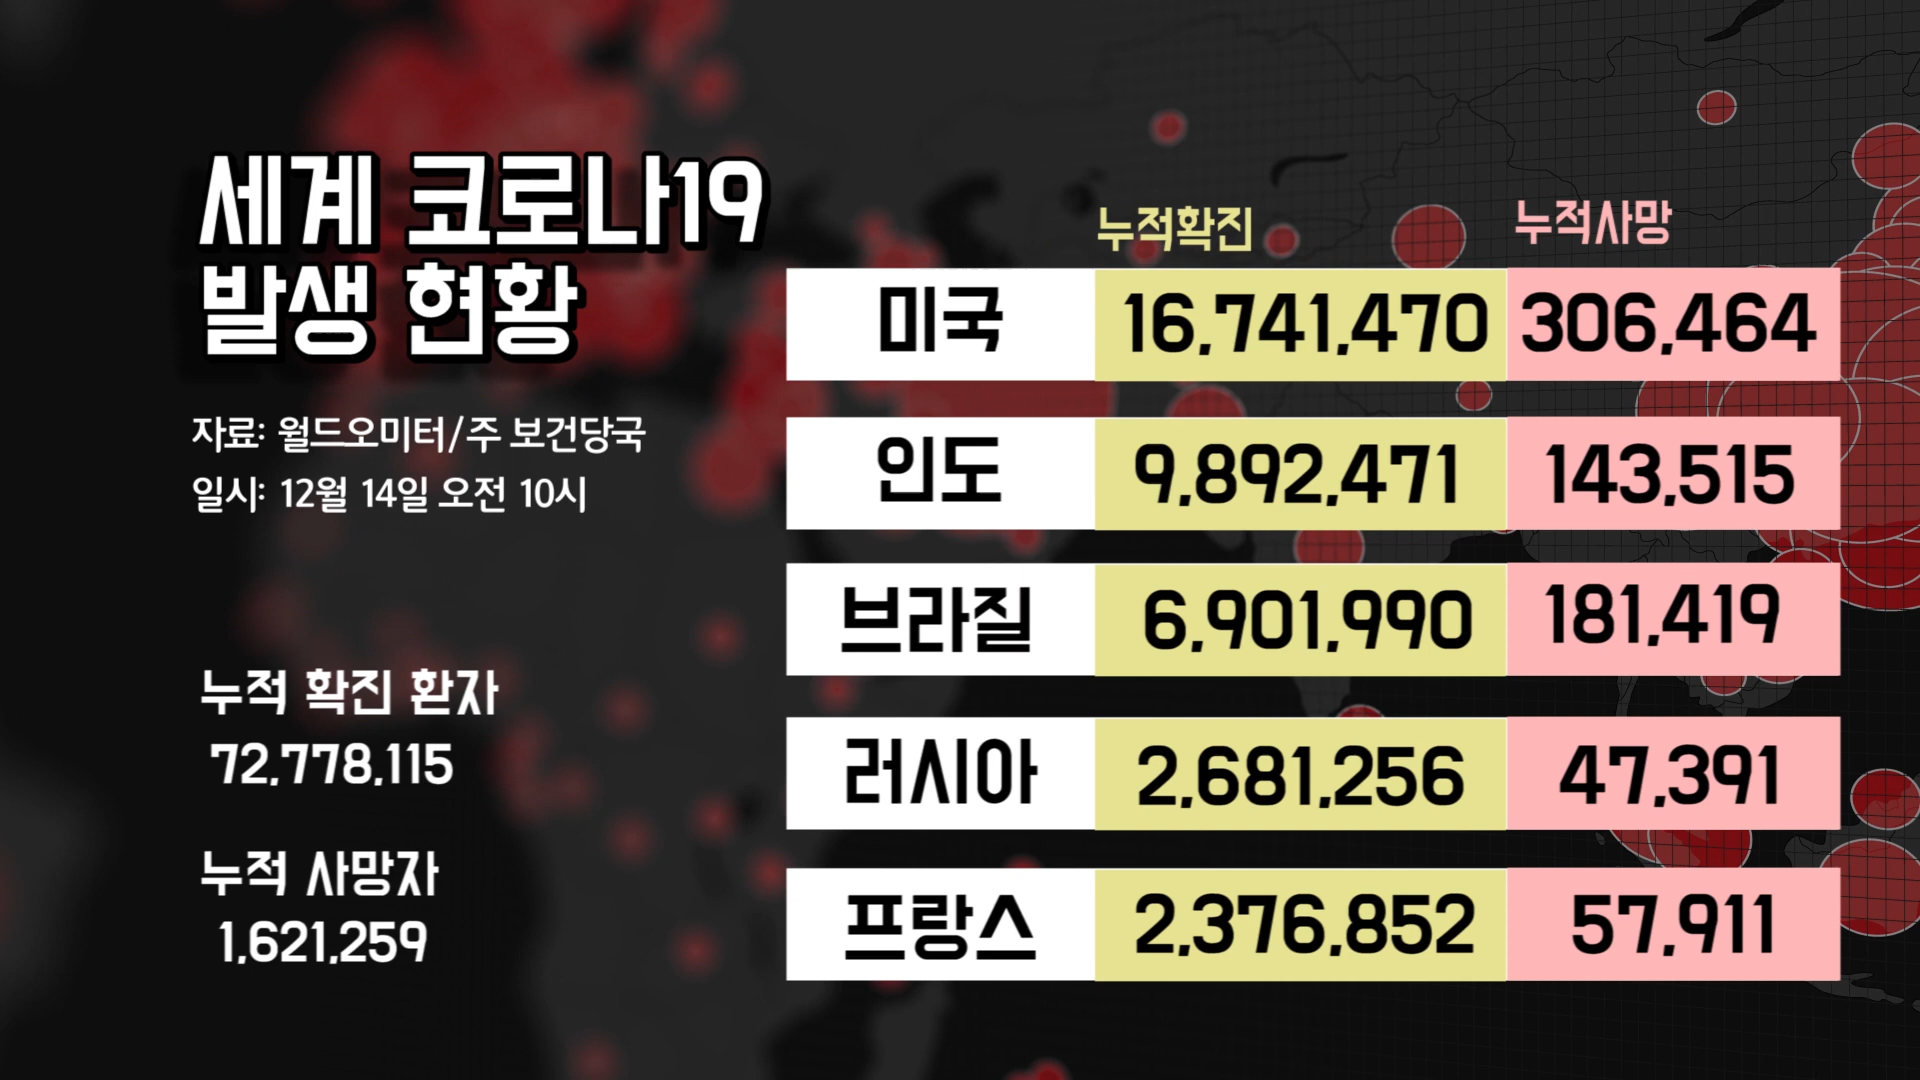 세계 코로나19
발생 현황
자료: 월드오미터/주 보건당국
일시: 12월 14일 오전 10시
누적 확진 환자
72,778,115
누적 사망자
1,621,259
누적확진 누적사망
미국 16,741,470 306,464
인도 9,892,471 143,515
브라질 6,901,990 181,419
러시아 2,681,256 47,391
프랑스 2,376,852 57,911